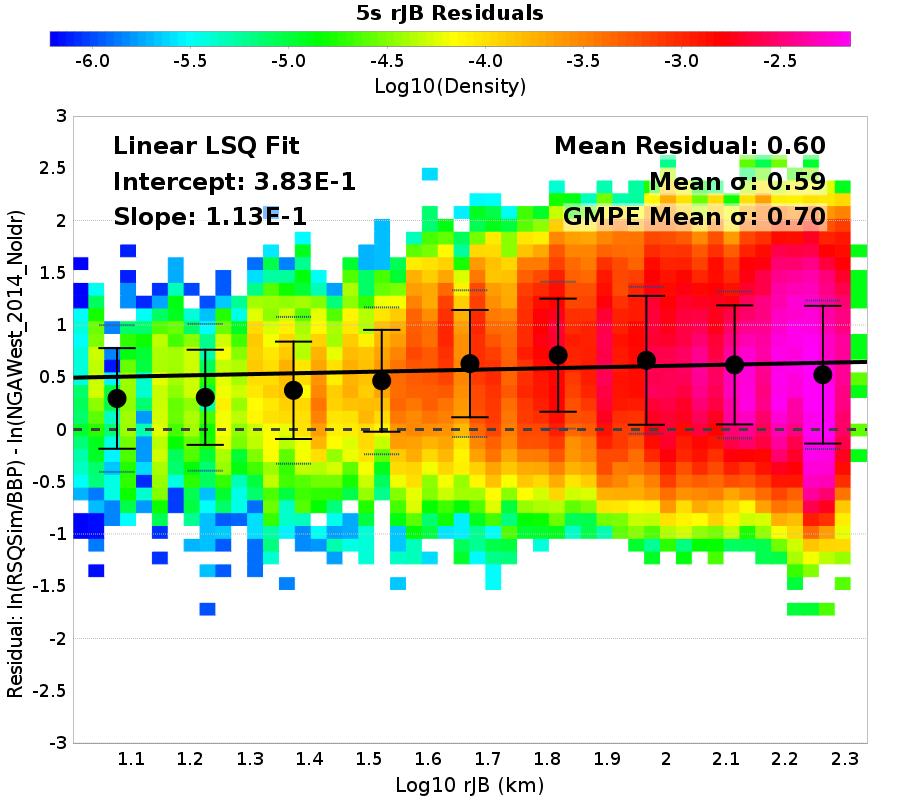 5s rJB Residuals
-6.0 -5.5 -5.0 -4.5 -4.0 -3.5 -3.0 -2.5
Log10(Density)
Linear LSQ Fit
Intercept: 3.83E-1
Slope: 1.13E-1
Mean Residual: 0.60
Mean σ: 0.59
GMPE Mean σ: 0.70
Residual: ln(RSQSim/BBP) - ln(NGAWest_2014_NoIdr)
3
2.5
2
1.5
1
0.5
0
-0.5
-1
-1.5
-2
-2.5
-3
1.1 1.2 1.3 1.4 1.5 1.6 1.7 1.8 1.9 2 2.1 2.2 2.3
Log10 rJB (km)